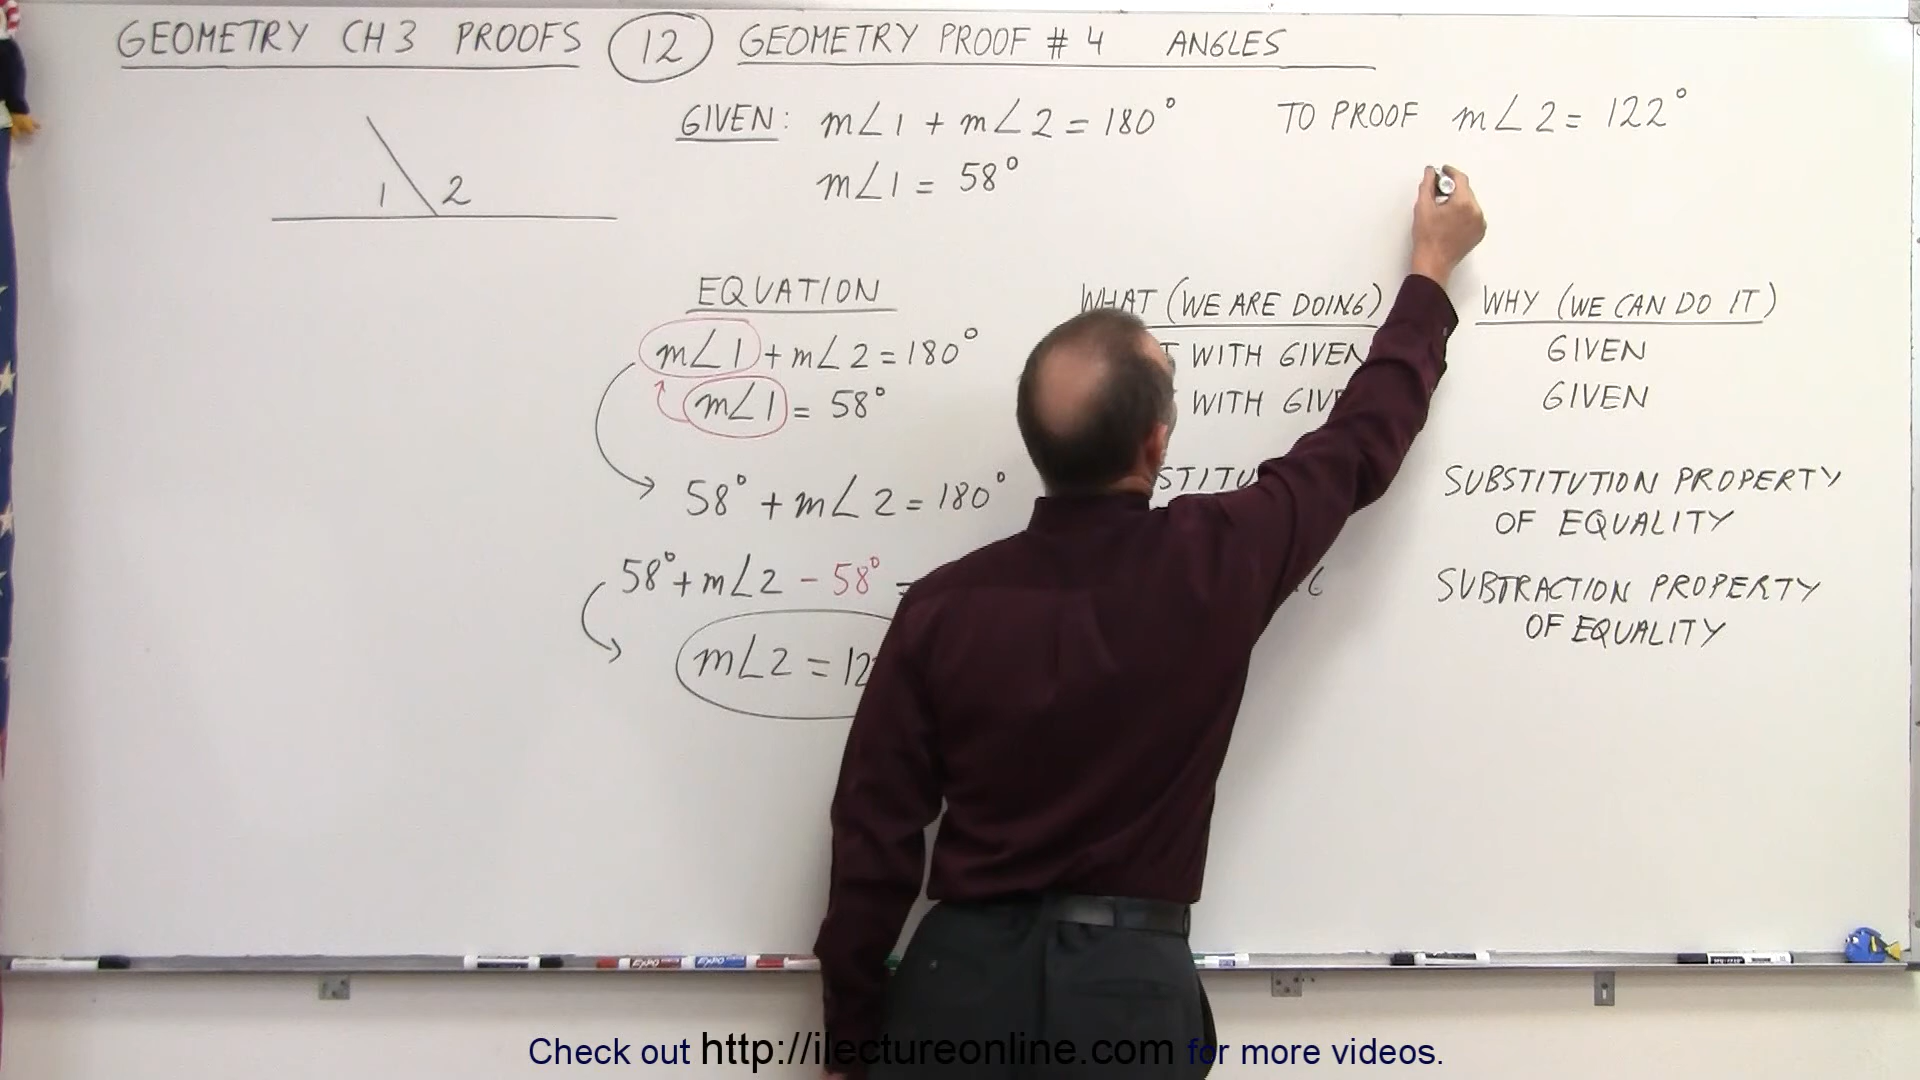 GEOMETRY CH 3 PROOFS 12 GEOMETRY PROOF # 4 ANGLES
GIVEN: m∠1 + m∠2 = 180° TO PROOF m∠2 = 122°
m∠1 = 58°
1 2
EQUATION WHAT (WE ARE DOING) WHY (WE CAN DO IT)
m∠1 + m∠2 = 180° WITH GIVEN GIVEN
m∠1 = 58° WITH GIVEN
58° + m∠2 = 180° SUBSTITUTION PROPERTY
OF EQUALITY
58° + m∠2 - 58° = SUBTRACTION PROPERTY
OF EQUALITY
m∠2 =
EXPO EXPO
Check out http://ilectureonline.com for more videos.